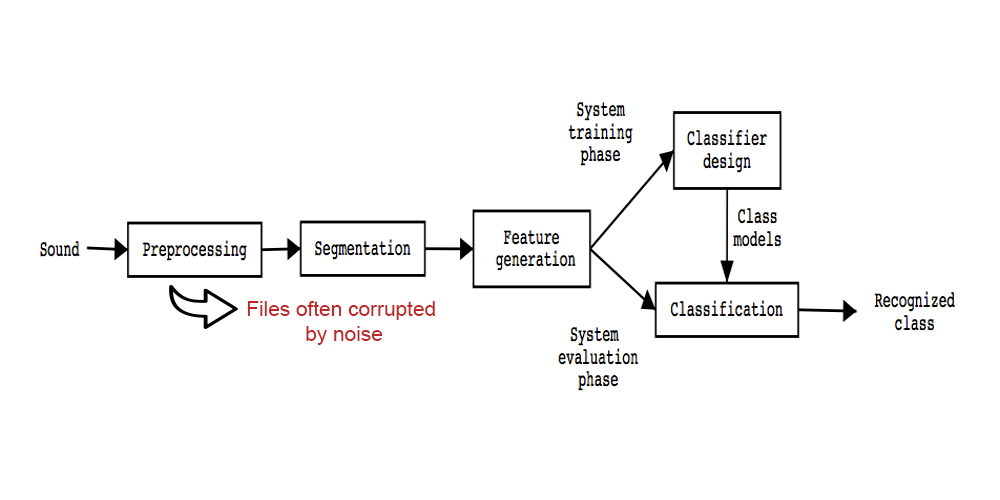 Sound
Preprocessing
Files often corrupted
by noise
Segmentation
Feature
generation
System
training
phase
Classifier
design
Class
models
System
evaluation
phase
Classification
Recognized
class